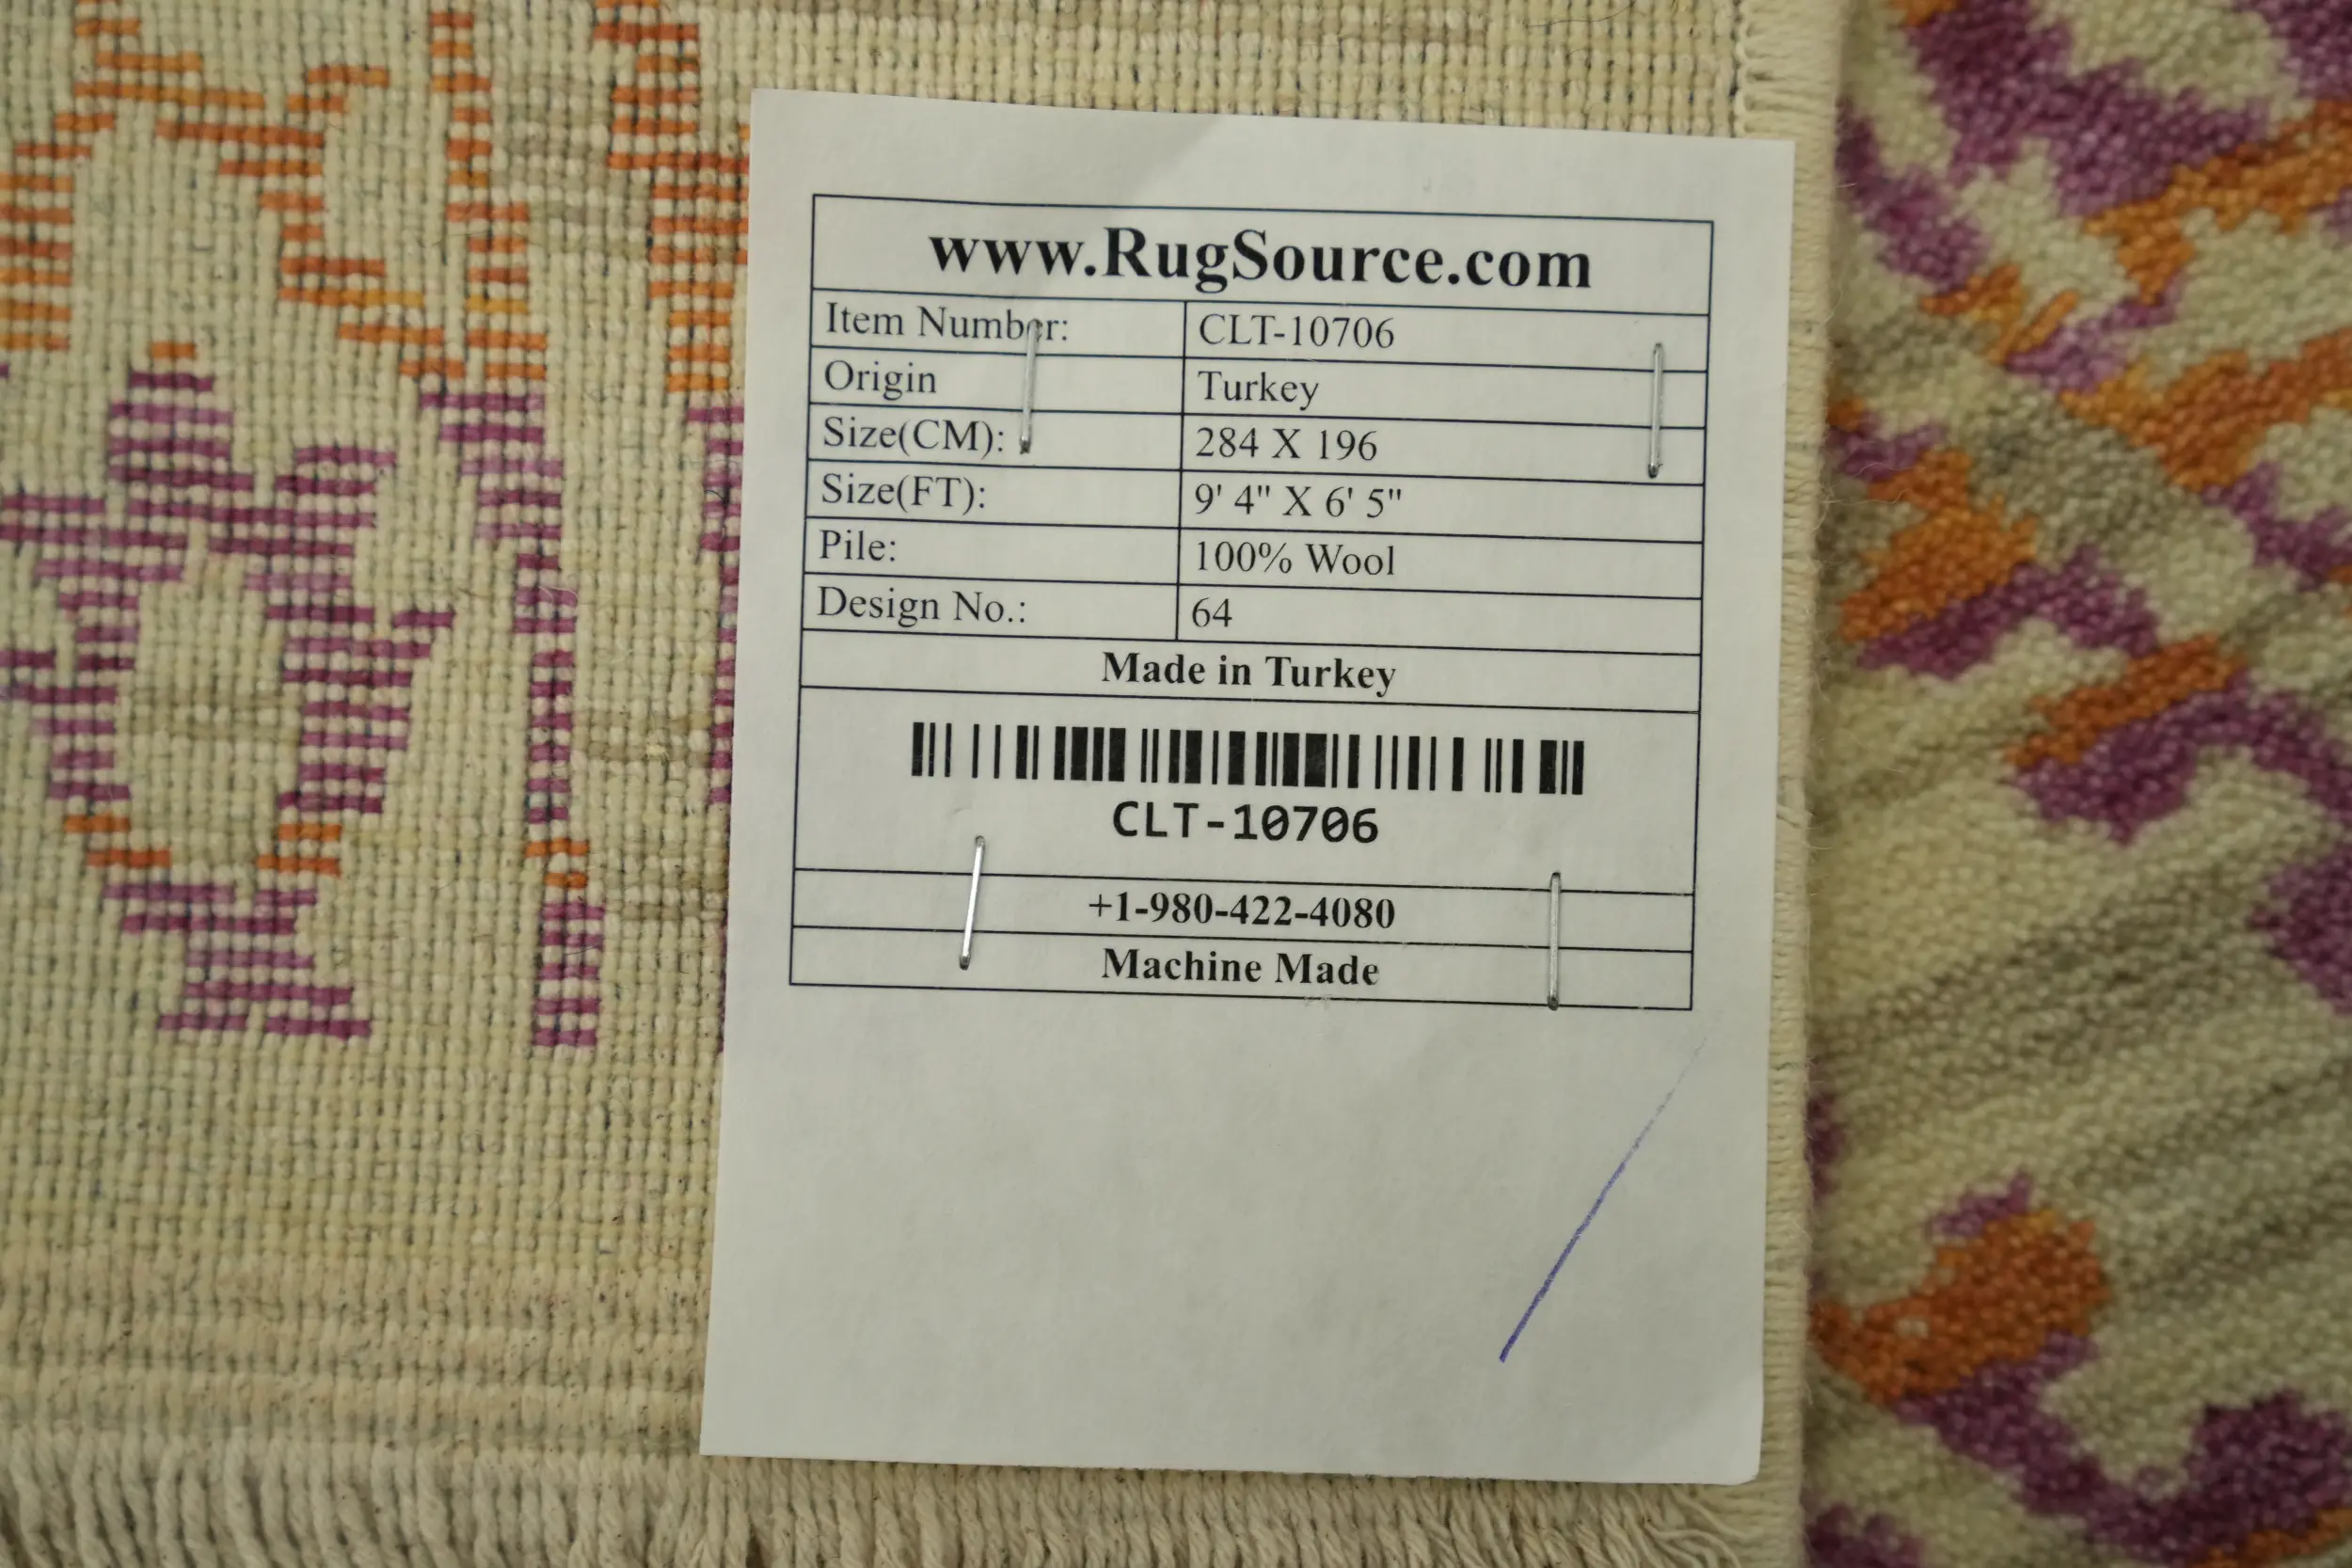 www.RugSource.com
Item Number: CLT-10706
Origin Turkey
Size(CM): 284 X 196
Size(FT): 9' 4" X 6' 5"
Pile: 100% Wool
Design No.: 64
Made in Turkey
CLT-10706
+1-980-422-4080
Machine Made